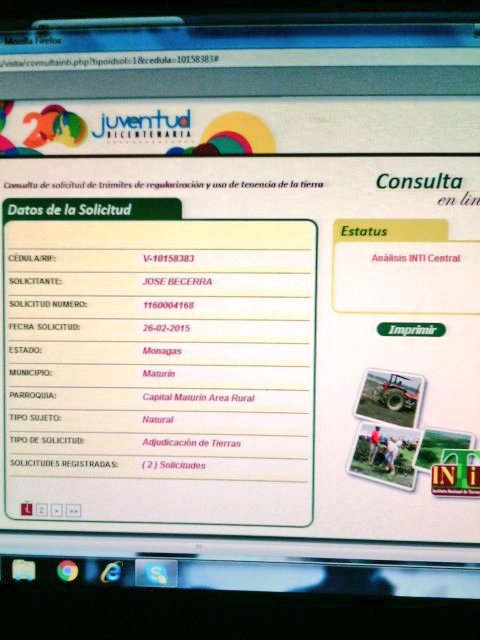 Mozilla Firefox
/vista/consultainti.php?tipoidsol=1&cedula=10158383#
200 juventud
BICENTENARIA
Consulta de solicitud de trámites de regularización y uso de tenencia de la tierra
Consulta
en lin
Datos de la Solicitud
CÉDULA/RIF: V-10158383
SOLICITANTE: JOSE BECERRA
SOLICITUD NUMERO: 1160004168
FECHA SOLICITUD: 26-02-2015
ESTADO: Monagas
MUNICIPIO: Maturín
PARROQUIA: Capital Maturín Area Rural
TIPO SUJETO: Natural
TIPO DE SOLICITUD: Adjudicación de Tierras
SOLICITUDES REGISTRADAS: ( 2 ) Solicitudes
1 2 > >>
Estatus
Análisis INTI Central
Imprimir
INTi
Instituto Nacional de Tierras